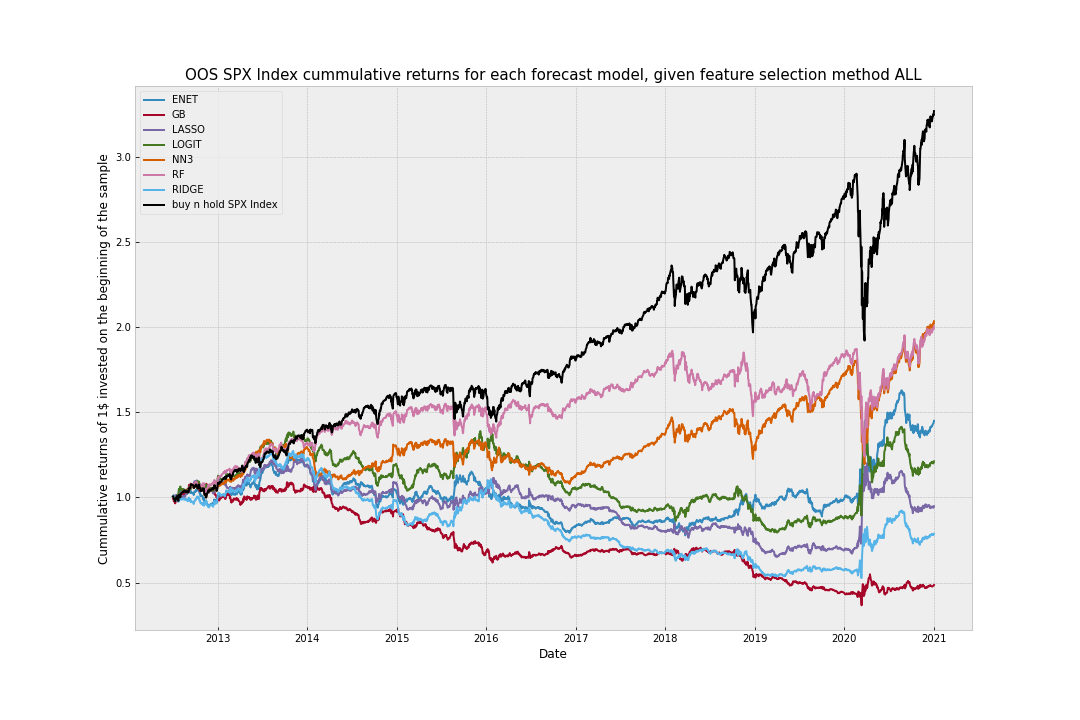 OOS SPX Index cummulative returns for each forecast model, given feature selection method ALL
ENET
GB
LASSO
LOGIT
NN3
RF
RIDGE
buy n hold SPX Index
Cummulative returns of 1$ invested on the beginning of the sample
3.0
2.5
2.0
1.5
1.0
0.5
2013 2014 2015 2016 2017 2018 2019 2020 2021
Date